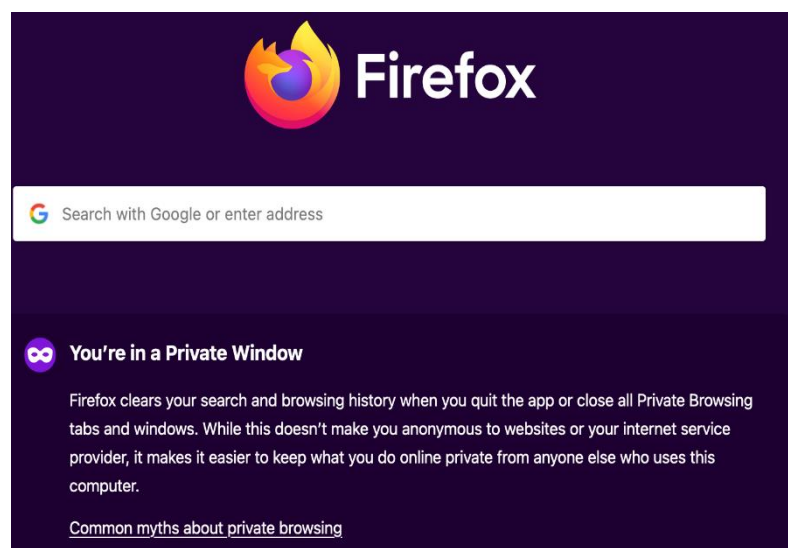 Firefox
Search with Google or enter address
You're in a Private Window
Firefox clears your search and browsing history when you quit the app or close all Private Browsing
tabs and windows. While this doesn't make you anonymous to websites or your internet service
provider, it makes it easier to keep what you do online private from anyone else who uses this
computer.
Common myths about private browsing